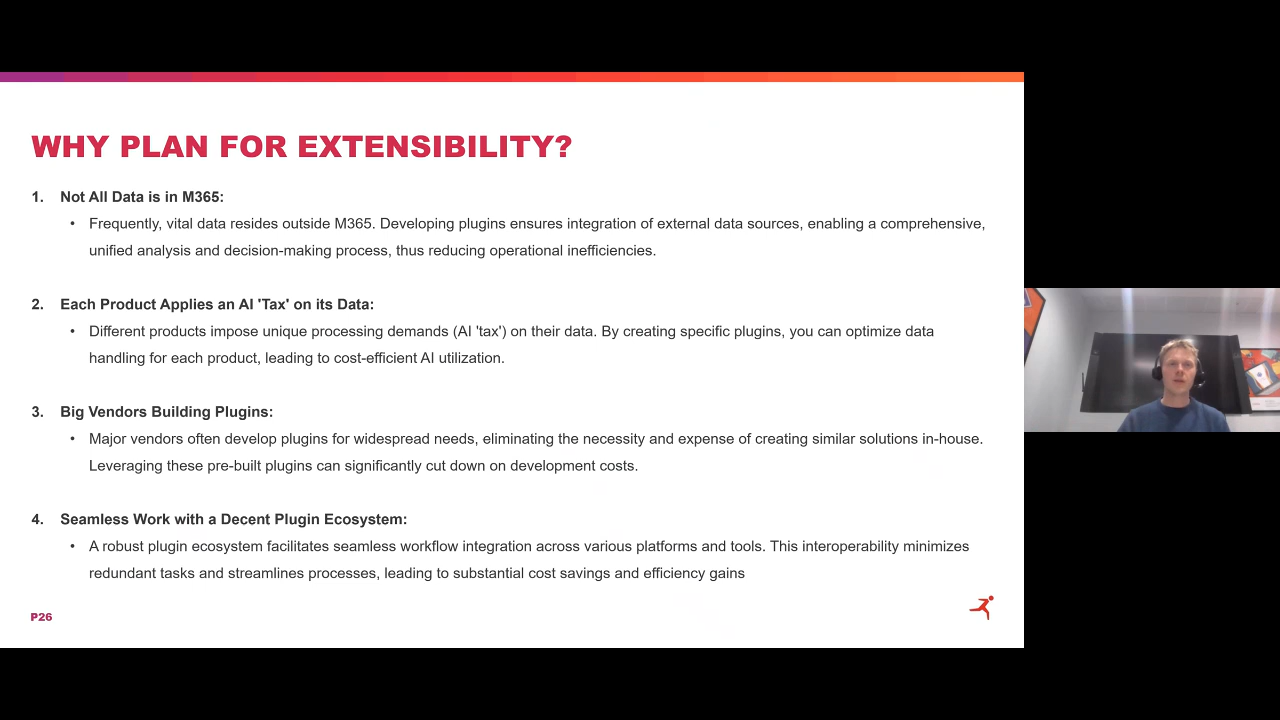 WHY PLAN FOR EXTENSIBILITY?
1. Not All Data is in M365:
• Frequently, vital data resides outside M365. Developing plugins ensures integration of external data sources, enabling a comprehensive,
unified analysis and decision-making process, thus reducing operational inefficiencies.
2. Each Product Applies an AI 'Tax' on its Data:
• Different products impose unique processing demands (AI 'tax') on their data. By creating specific plugins, you can optimize data
handling for each product, leading to cost-efficient AI utilization.
3. Big Vendors Building Plugins:
• Major vendors often develop plugins for widespread needs, eliminating the necessity and expense of creating similar solutions in-house.
Leveraging these pre-built plugins can significantly cut down on development costs.
4. Seamless Work with a Decent Plugin Ecosystem:
• A robust plugin ecosystem facilitates seamless workflow integration across various platforms and tools. This interoperability minimizes
redundant tasks and streamlines processes, leading to substantial cost savings and efficiency gains
P26